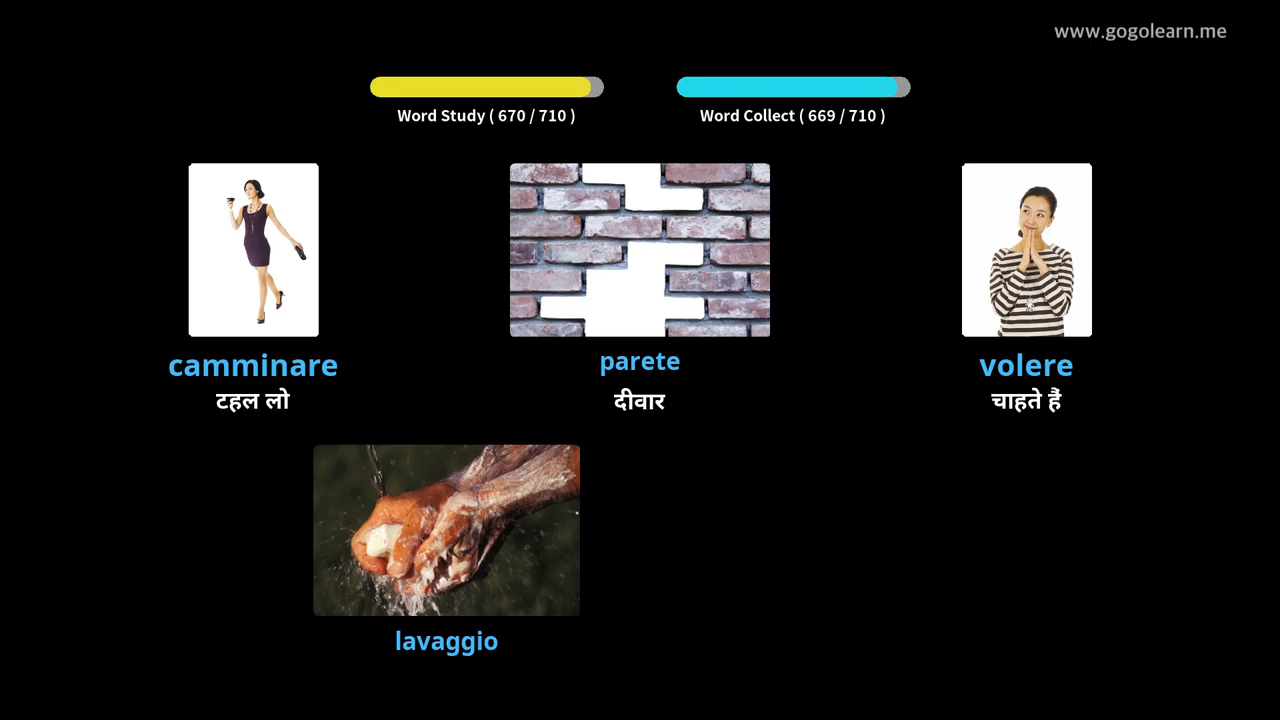 www.gogolearn.me
Word Study ( 670 / 710 )
Word Collect ( 669 / 710 )
camminare
टहल लो
parete
दीवार
volere
चाहते हैं
lavaggio